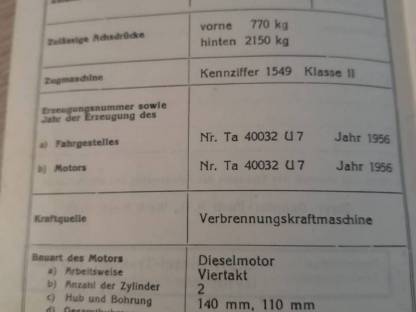 Zulässige Achsdrücke
vorne 770 kg
hinten 2150 kg
Zugmaschine
Kennziffer 1549 Klasse II
Erzeugungsnummer sowie
Jahr der Erzeugung des
a) Fahrgestelles Nr. Ta 40032 U7 Jahr 1956
b) Motors Nr. Ta 40032 U7 Jahr 1956
Kraftquelle
Verbrennungskraftmaschine
Bauart des Motors Dieselmotor
a) Arbeitsweise Viertakt
b) Anzahl der Zylinder 2
c) Hub und Bohrung 140 mm, 110 mm